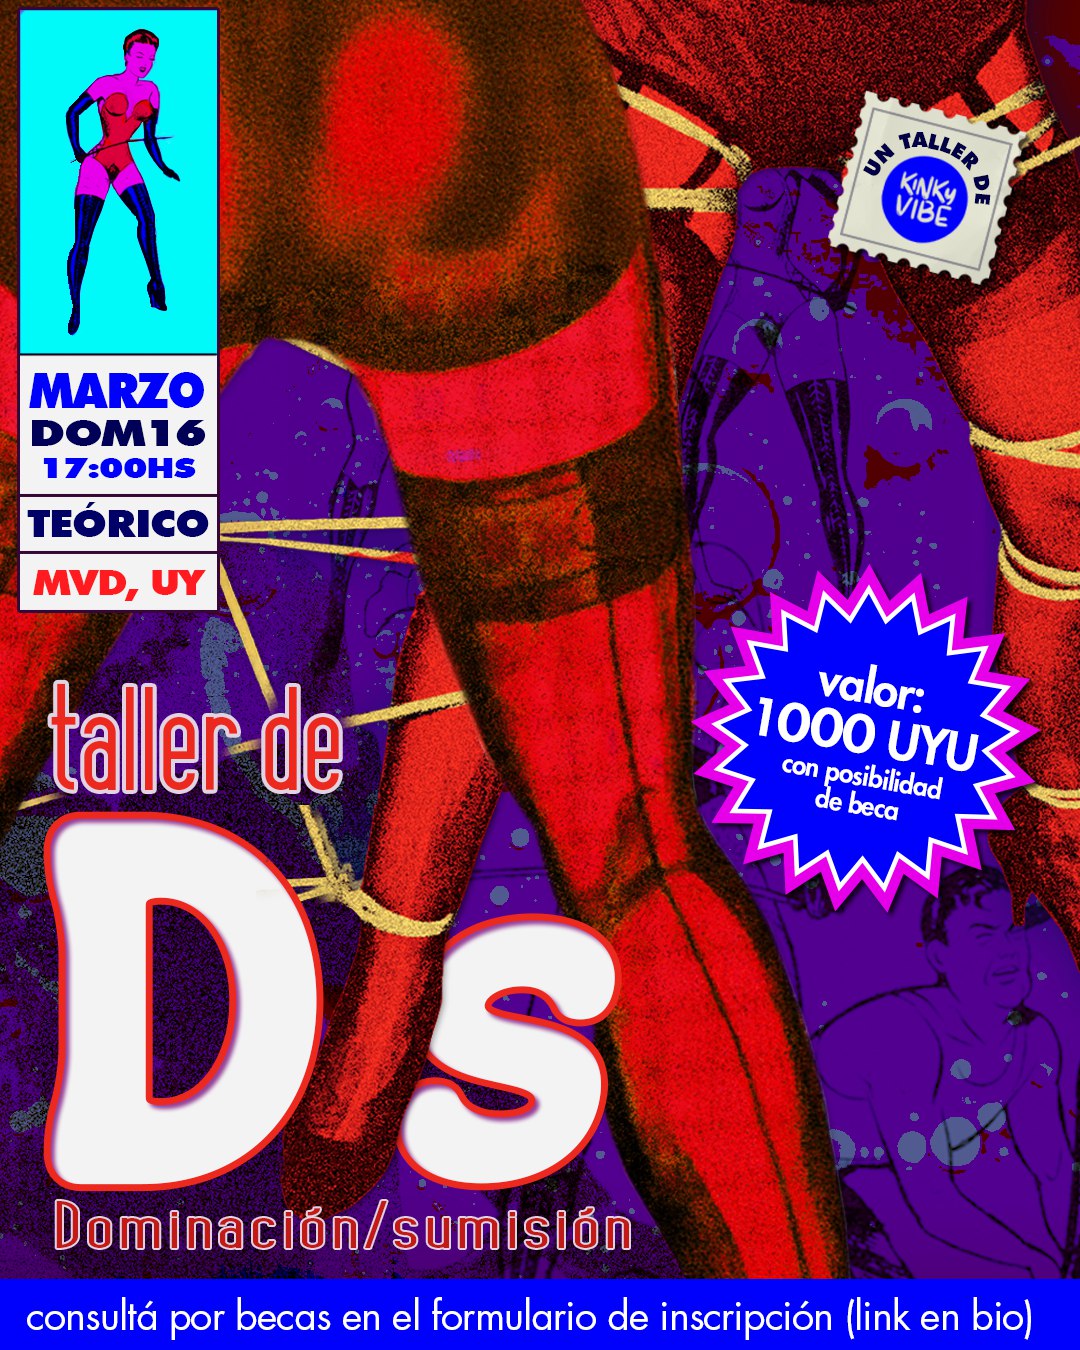 MARZO
DOM16
17:00HS
TEÓRICO
MVD, UY
UN TALLER DE
KINKY
VIBE
valor:
1000 UYU
con posibilidad
de beca
taller de
Ds
Dominación/sumisión
consultá por becas en el formulario de inscripción (link en bio)